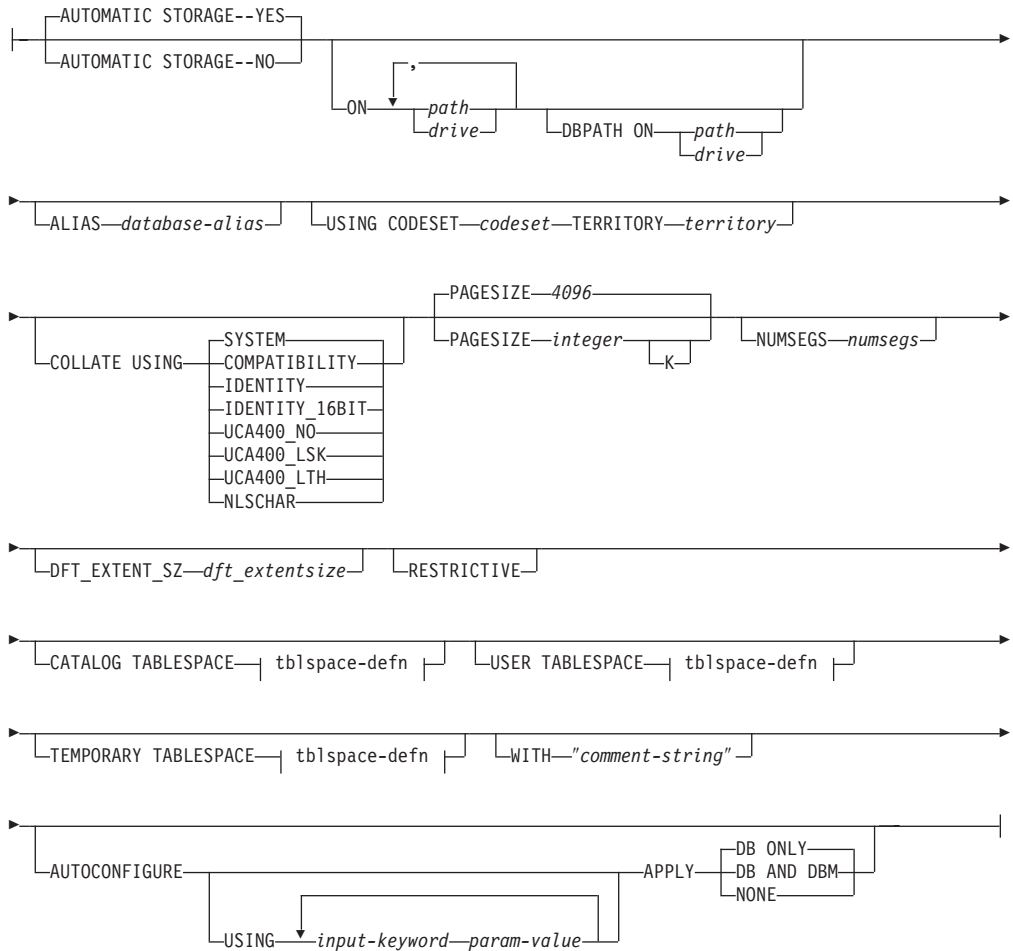 AUTOMATIC STORAGE--YES
AUTOMATIC STORAGE--NO
,
ON path DBPATH ON path
drive drive
ALIAS database-alias USING CODESET codeset TERRITORY territory
PAGESIZE 4096
COLLATE USING SYSTEM PAGESIZE integer K NUMSEGS numsegs
COMPATIBILITY
IDENTITY
IDENTITY_16BIT
UCA400_NO
UCA400_LSK
UCA400_LTH
NLSCHAR
DFT_EXTENT_SZ dft_extentsize RESTRICTIVE
CATALOG TABLESPACE tblspace-defn USER TABLESPACE tblspace-defn
TEMPORARY TABLESPACE tblspace-defn WITH "comment-string"
DB ONLY
AUTOCONFIGURE APPLY DB AND DBM
NONE
USING input-keyword param-value